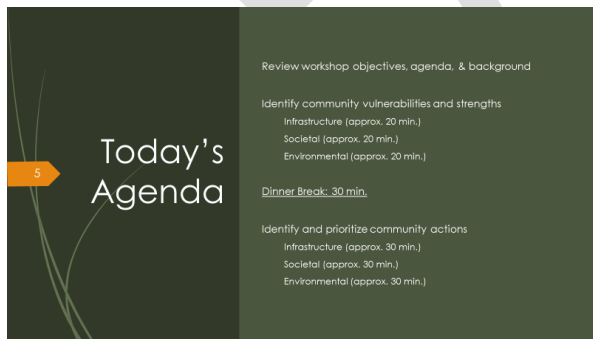 5
Today's
Agenda
Review workshop objectives, agenda, & background
Identify community vulnerabilities and strengths
Infrastructure (approx. 20 min.)
Societal (approx. 20 min.)
Environmental (approx. 20 min.)
Dinner Break: 30 min.
Identify and prioritize community actions
Infrastructure (approx. 30 min.)
Societal (approx. 30 min.)
Environmental (approx. 30 min.)